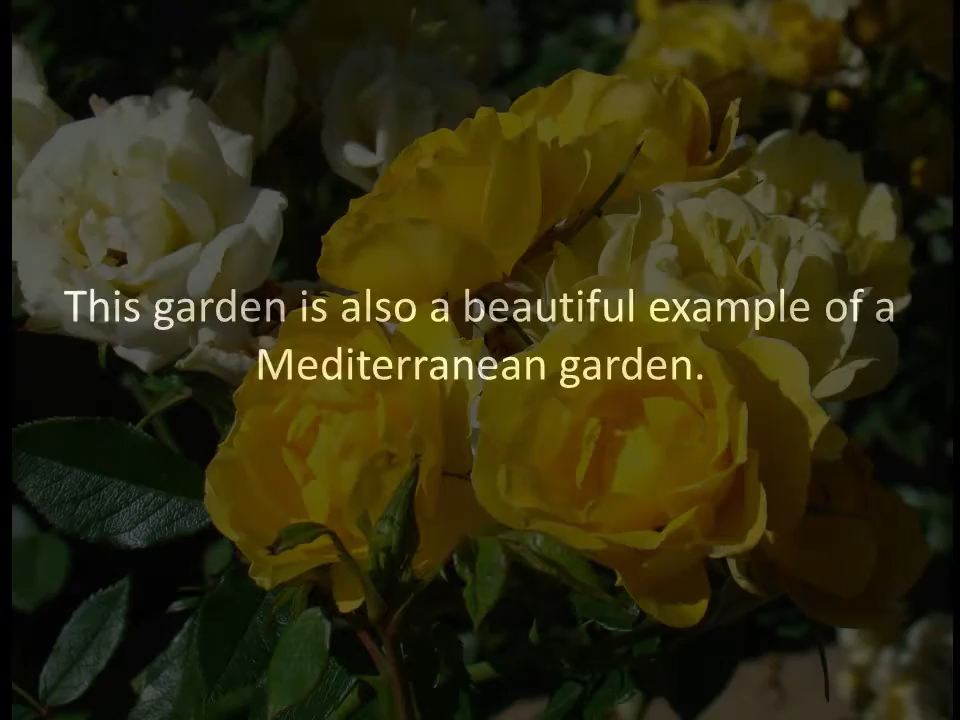 This garden is also a beautiful example of a
Mediterranean garden.